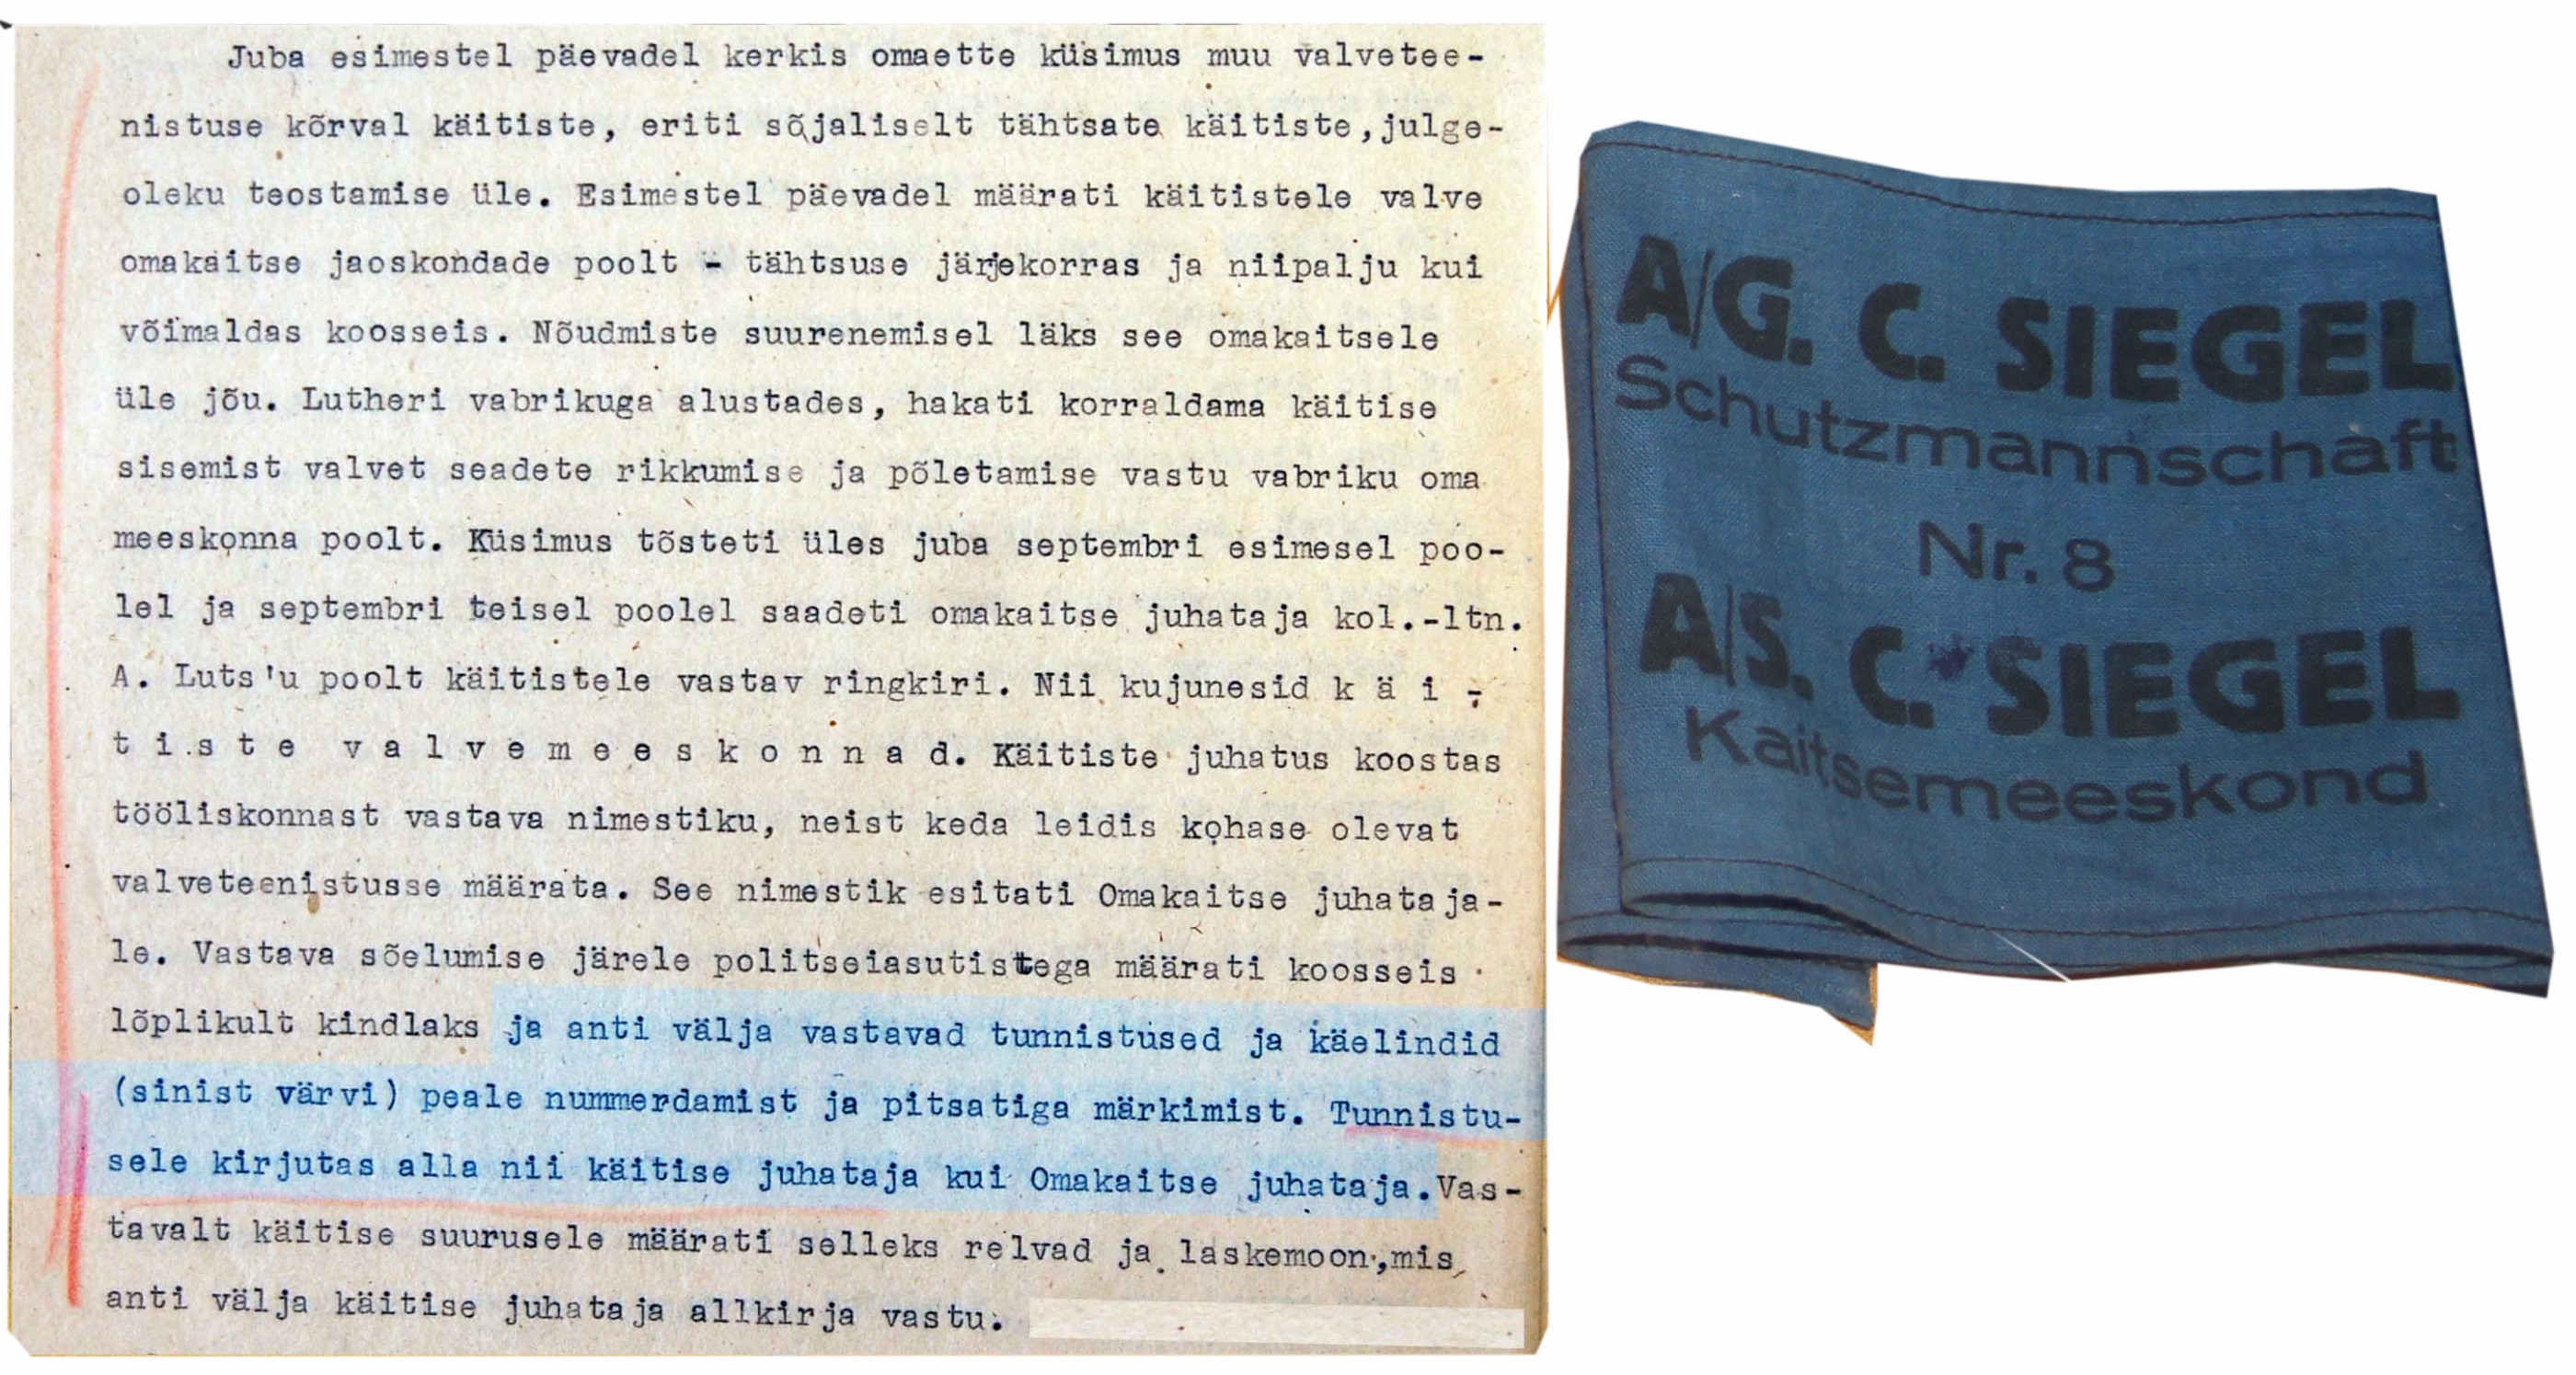 Juba esimestel päevadel kerkis omaette küsimus muu valvetee-
nistuse kõrval käitiste, eriti sõjaliselt tähtsate käitiste,julge-
oleku teostamise üle. Esimestel päevadel määrati käitistele valve
omakaitse jaoskondade poolt - tähtsuse järjekorras ja niipalju kui
võimaldas koosseis. Nõudmiste suurenemisel läks see omakaitsele
üle jõu. Lutheri vabrikuga alustades, hakati korraldama käitise
sisemist valvet seadete rikkumise ja põletamise vastu vabriku oma
meeskonna poolt. Küsimus tõsteti üles juba septembri esimesel poo-
lel ja septembri teisel poolel saadeti omakaitse juhataja kol.-ltn.
A. Luts'u poolt käitistele vastav ringkiri. Nii kujunesid k ä i -
t i s t e v a l v e m e e s k o n n a d. Käitiste juhatus koostas
tööliskonnast vastava nimestiku, neist keda leidis kohase olevat
valveteenistusse määrata. See nimestik esitati Omakaitse juhataja-
le. Vastava sõelumise järele politseiasutistega määrati koosseis
lõplikult kindlaks ja anti välja vastavad tunnistused ja käelindid
(sinist värvi) peale nummerdamist ja pitsatiga märkimist. Tunnistu-
sele kirjutas alla nii käitise juhataja kui Omakaitse juhataja.Vas-
tavalt käitise suurusele määrati selleks relvad ja laskemoon,mis
anti välja käitise juhataja allkirja vastu.
A/G. C. SIEGEL
Schutzmannschaft
Nr. 8
A/S. C. SIEGEL
Kaitsemeeskond